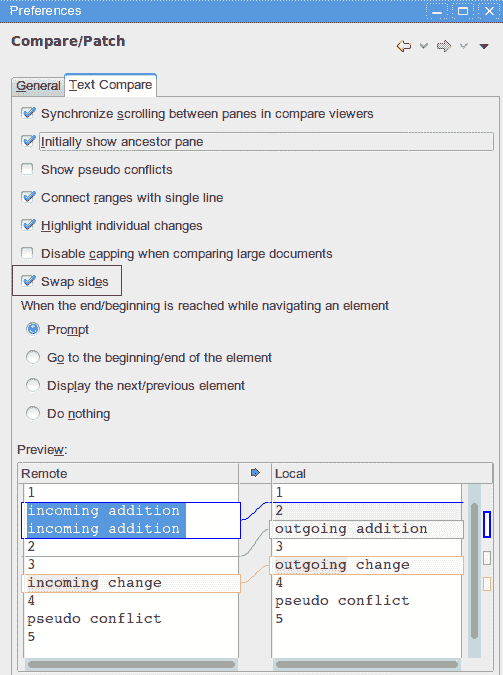 Preferences
Compare/Patch
General
Text Compare
Synchronize scrolling between panes in compare viewers
Initially show ancestor pane
Show pseudo conflicts
Connect ranges with single line
Highlight individual changes
Disable capping when comparing large documents
Swap sides
When the end/beginning is reached while navigating an element
Prompt
Go to the beginning/end of the element
Display the next/previous element
Do nothing
Preview:
Remote
1
incoming addition
incoming addition
2
3
incoming change
4
pseudo conflict
5
Local
1
2
outgoing addition
3
outgoing change
4
pseudo conflict
5